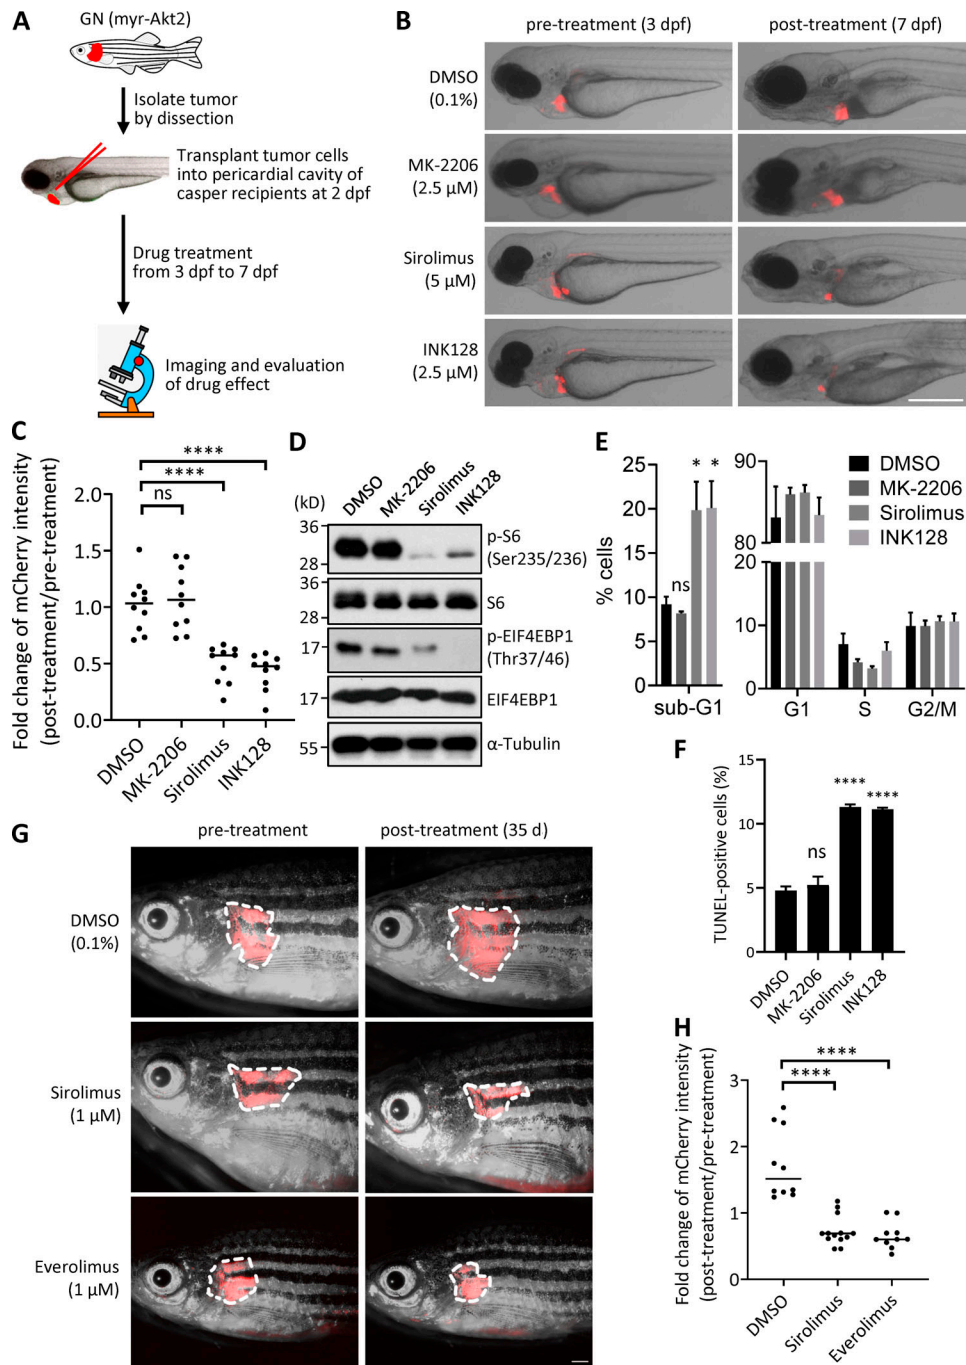 A
GN (myr-Akt2)
Isolate tumor
by dissection
Transplant tumor cells
into pericardial cavity of
casper recipients at 2 dpf
Drug treatment
from 3 dpf to 7 dpf
Imaging and evaluation
of drug effect
B
pre-treatment (3 dpf)
post-treatment (7 dpf)
DMSO
(0.1%)
MK-2206
(2.5 µM)
Sirolimus
(5 µM)
INK128
(2.5 µM)
C
Fold change of mCherry intensity
(post-treatment/pre-treatment)
2.0
1.5
1.0
0.5
0.0
****
****
ns
DMSO
MK-2206
Sirolimus
INK128
D
(kD)
DMSO
MK-2206
Sirolimus
INK128
36
28
p-S6
(Ser235/236)
36
28
S6
17
p-EIF4EBP1
(Thr37/46)
17
EIF4EBP1
55
α-Tubulin
E
% cells
25
20
15
10
5
0
ns
*
*
sub-G1
90
80
20
10
0
G1
S
G2/M
DMSO
MK-2206
Sirolimus
INK128
F
TUNEL-positive cells (%)
15
10
5
0
ns
****
****
DMSO
MK-2206
Sirolimus
INK128
G
pre-treatment
post-treatment (35 d)
DMSO
(0.1%)
Sirolimus
(1 µM)
Everolimus
(1 µM)
H
Fold change of mCherry intensity
(post-treatment/pre-treatment)
3
2
1
0
****
****
DMSO
Sirolimus
Everolimus